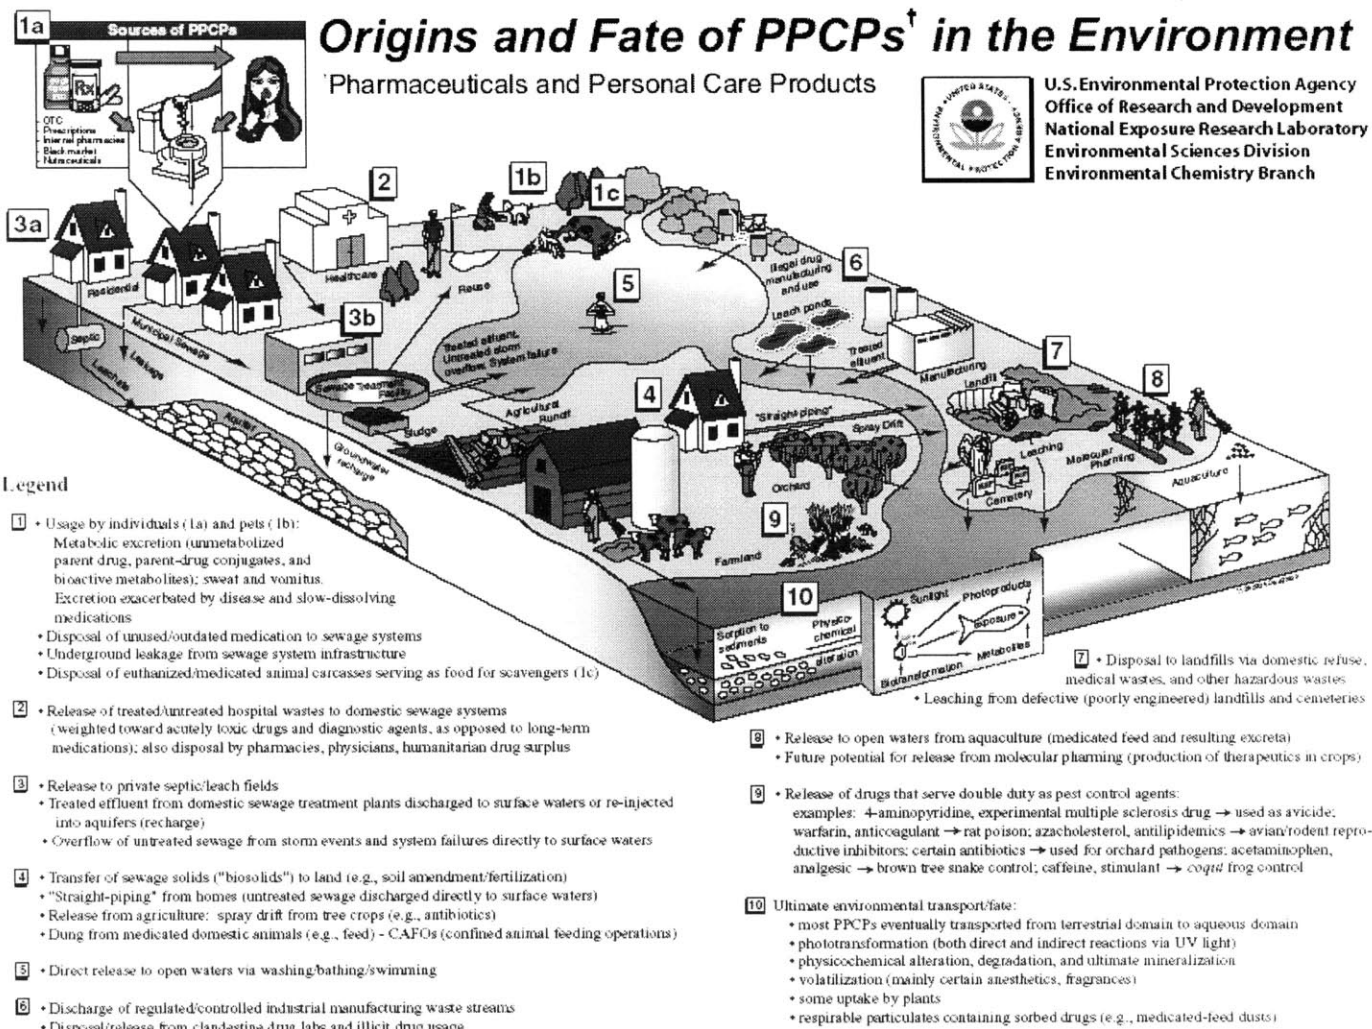 1a
Sources of PPCPs
OTC
Prescriptions
Internet pharmacies
Black market
Nutraceuticals
Rx
Origins and Fate of PPCPs† in the Environment
†Pharmaceuticals and Personal Care Products
UNITED STATES
ENVIRONMENTAL PROTECTION AGENCY
U.S.Environmental Protection Agency
Office of Research and Development
National Exposure Research Laboratory
Environmental Sciences Division
Environmental Chemistry Branch
3a
2
1b
1c
Residential
Healthcare
Reuse
5
Illegal drug
manufacturing
and use
6
Septic
Municipal Sewage
Leakage
Leachate
3b
Sewage Treatment
Facility
Treated effluent,
Untreated storm
overflow, System failure
Leach ponds
Treated
effluent
Manufacturing
7
Landfill
8
Aquifer
Sludge
Agricultural
Runoff
4
"Straight-piping"
Spray Drift
Leaching
Molecular
Pharming
Aquaculture
Groundwater
recharge
Orchard
Cemetery
9
Farmland
10
Sorption to
sediments
Physico-
chemical
alteration
Sunlight
Photoproducts
Exposure
Metabolites
Biotransformation
Legend
1 • Usage by individuals (1a) and pets (1b):
Metabolic excretion (unmetabolized
parent drug, parent-drug conjugates, and
bioactive metabolites); sweat and vomitus.
Excretion exacerbated by disease and slow-dissolving
medications
• Disposal of unused/outdated medication to sewage systems
• Underground leakage from sewage system infrastructure
• Disposal of euthanized/medicated animal carcasses serving as food for scavengers (1c)
2 • Release of treated/untreated hospital wastes to domestic sewage systems
(weighted toward acutely toxic drugs and diagnostic agents, as opposed to long-term
medications); also disposal by pharmacies, physicians, humanitarian drug surplus
3 • Release to private septic/leach fields
• Treated effluent from domestic sewage treatment plants discharged to surface waters or re-injected
into aquifers (recharge)
• Overflow of untreated sewage from storm events and system failures directly to surface waters
4 • Transfer of sewage solids ("biosolids") to land (e.g., soil amendment/fertilization)
• "Straight-piping" from homes (untreated sewage discharged directly to surface waters)
• Release from agriculture: spray drift from tree crops (e.g., antibiotics)
• Dung from medicated domestic animals (e.g., feed) - CAFOs (confined animal feeding operations)
5 • Direct release to open waters via washing/bathing/swimming
6 • Discharge of regulated/controlled industrial manufacturing waste streams
• Disposal/release from clandestine drug labs and illicit drug usage
7 • Disposal to landfills via domestic refuse,
medical wastes, and other hazardous wastes
• Leaching from defective (poorly engineered) landfills and cemeteries
8 • Release to open waters from aquaculture (medicated feed and resulting excreta)
• Future potential for release from molecular pharming (production of therapeutics in crops)
9 • Release of drugs that serve double duty as pest control agents:
examples: 4-aminopyridine, experimental multiple sclerosis drug → used as avicide;
warfarin, anticoagulant → rat poison; azacholesterol, antilipidemics → avian/rodent repro-
ductive inhibitors; certain antibiotics → used for orchard pathogens; acetaminophen,
analgesic → brown tree snake control; caffeine, stimulant → coqui frog control
10 Ultimate environmental transport/fate:
• most PPCPs eventually transported from terrestrial domain to aqueous domain
• phototransformation (both direct and indirect reactions via UV light)
• physicochemical alteration, degradation, and ultimate mineralization
• volatilization (mainly certain anesthetics, fragrances)
• some uptake by plants
• respirable particulates containing sorbed drugs (e.g., medicated-feed dusts)